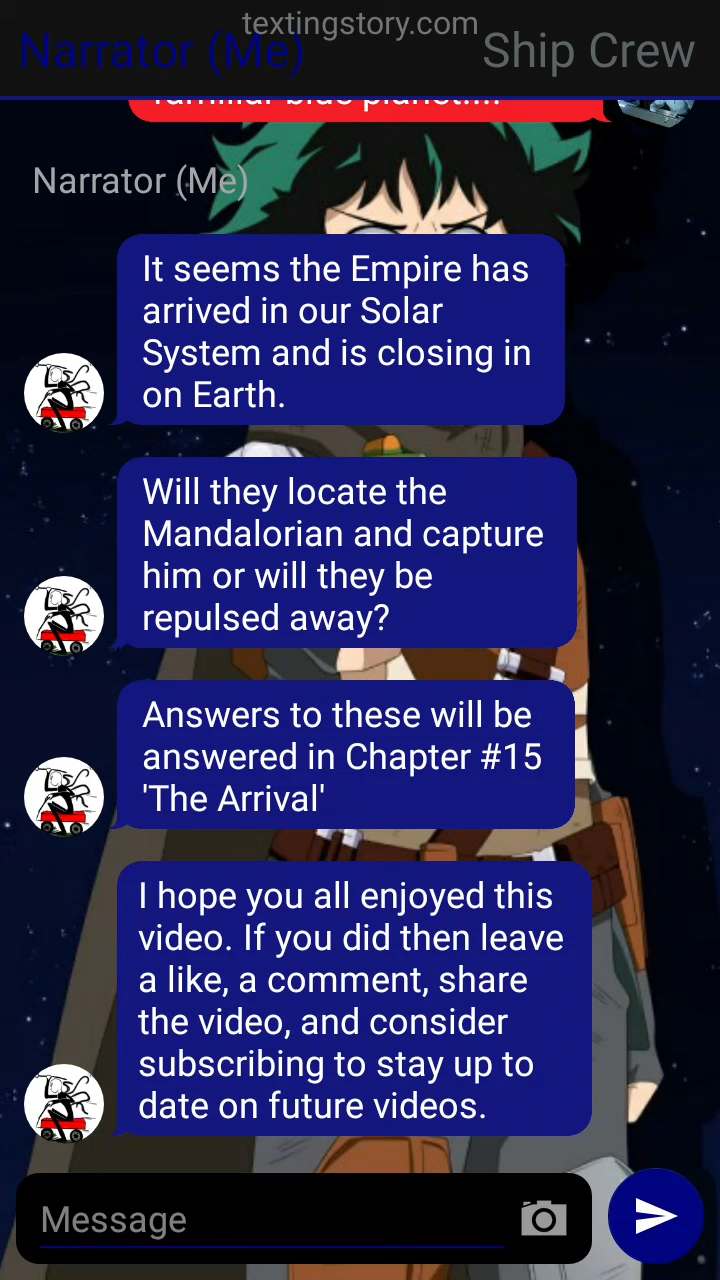 textingstory.com
Narrator (Me)
Ship Crew
familiar blue planet....
Narrator (Me)
It seems the Empire has
arrived in our Solar
System and is closing in
on Earth.
Will they locate the
Mandalorian and capture
him or will they be
repulsed away?
Answers to these will be
answered in Chapter #15
'The Arrival'
I hope you all enjoyed this
video. If you did then leave
a like, a comment, share
the video, and consider
subscribing to stay up to
date on future videos.
Message